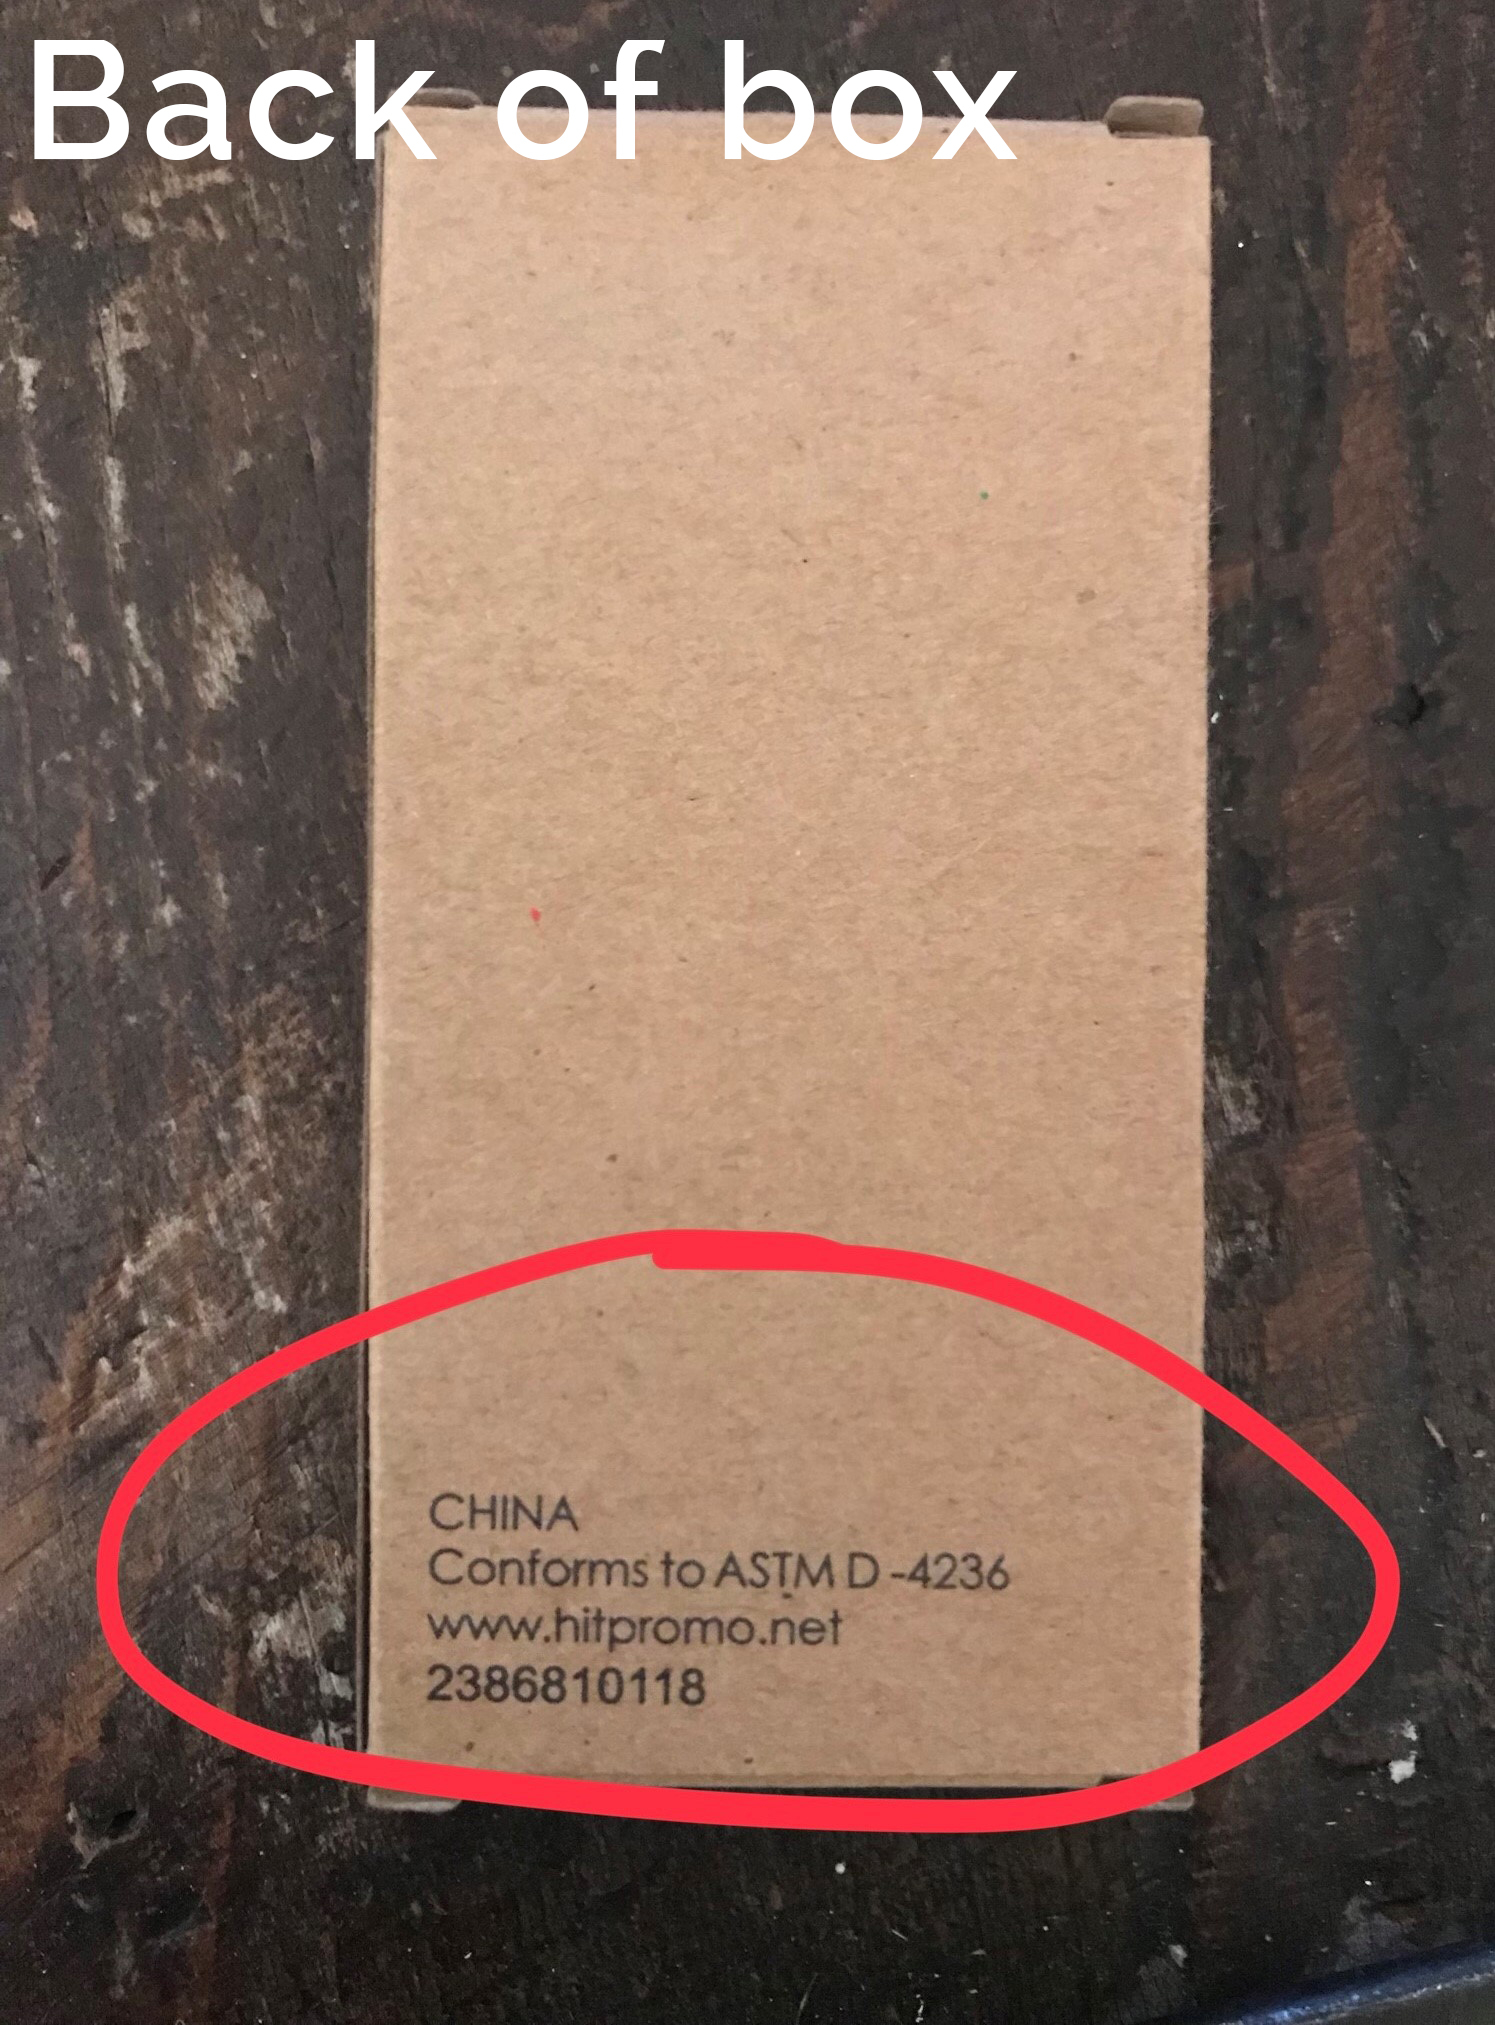 Back of box
CHINA
Conforms to ASTM D -4236
www.hitpromo.net
2386810118